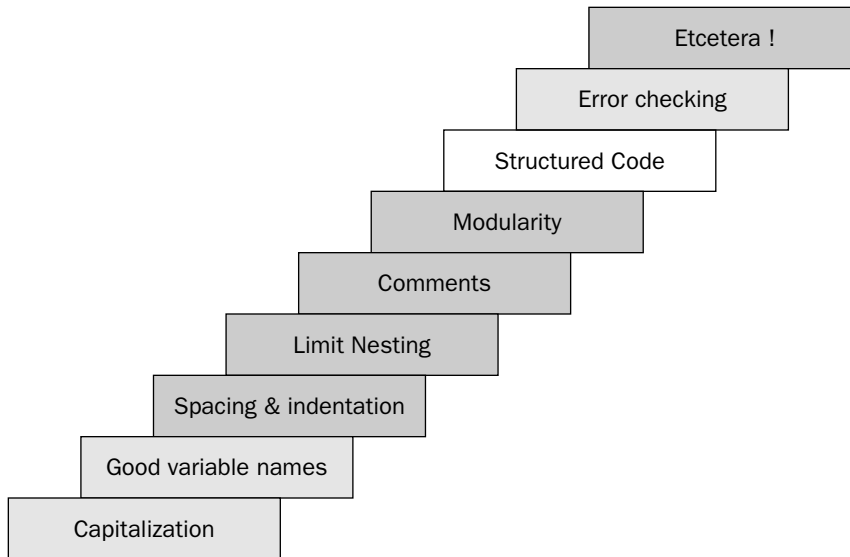 Etcetera !
Error checking
Structured Code
Modularity
Comments
Limit Nesting
Spacing & indentation
Good variable names
Capitalization